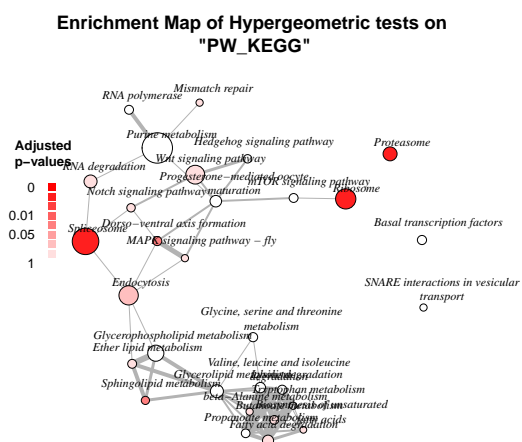 Enrichment Map of Hypergeometric tests on
"PW_KEGG"
Mismatch repair
RNA polymerase
Purine metabolism
Hedgehog signaling pathway
Proteasome
Adjusted
p−values
Wnt signaling pathway
RNA degradation
Progesterone−mediated oocyte
maturation
mTOR signaling pathway
Ribosome
0
Notch signaling pathway
0.01
Dorso−ventral axis formation
Basal transcription factors
Spliceosome
0.05
MAPK signaling pathway − fly
1
Endocytosis
SNARE interactions in vesicular
transport
Glycine, serine and threonine
metabolism
Glycerophospholipid metabolism
Ether lipid metabolism
Valine, leucine and isoleucine
degradation
Glycerolipid metabolism
Sphingolipid metabolism
Tryptophan metabolism
beta−Alanine metabolism
unsaturated
fatty acids
Propanoate metabolism
Fatty acid degradation